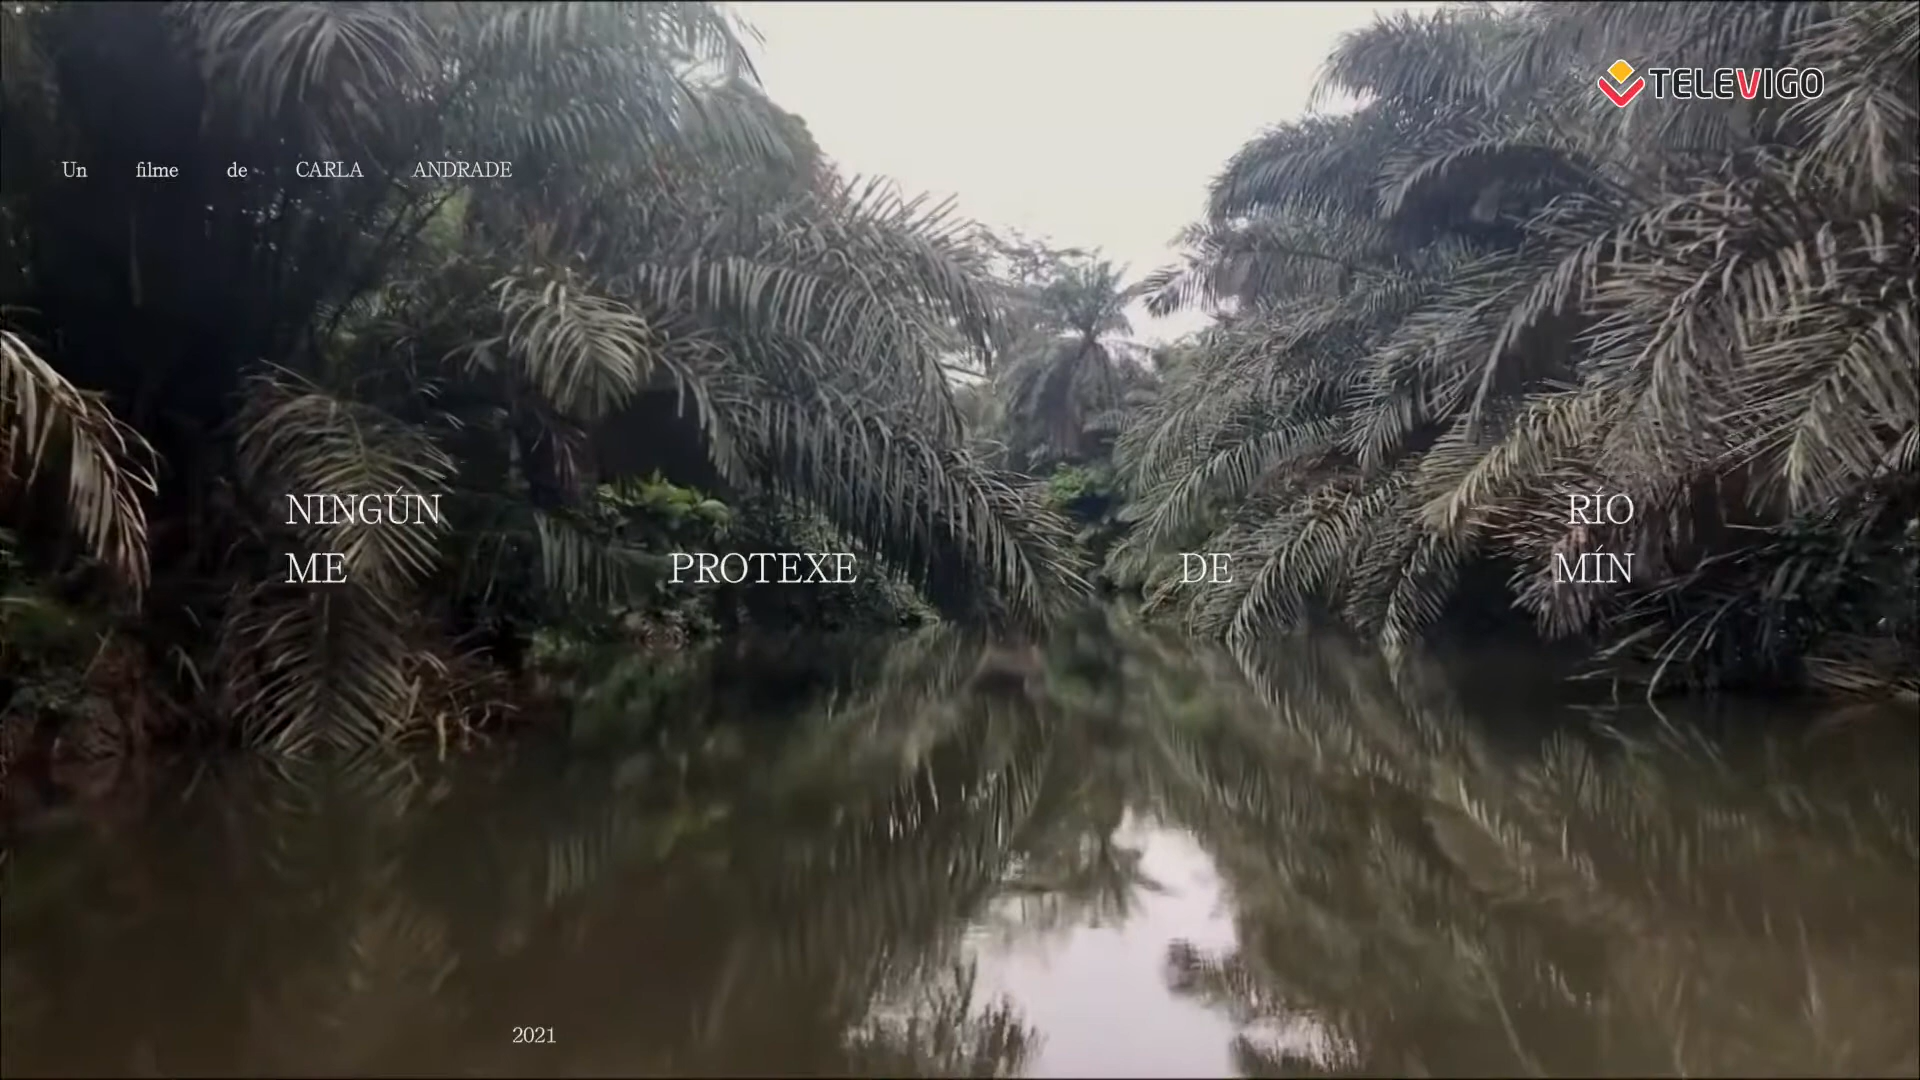 TELEVIGO
Un filme de CARLA ANDRADE
NINGÚN RÍO
ME PROTEXE DE MÍN
2021